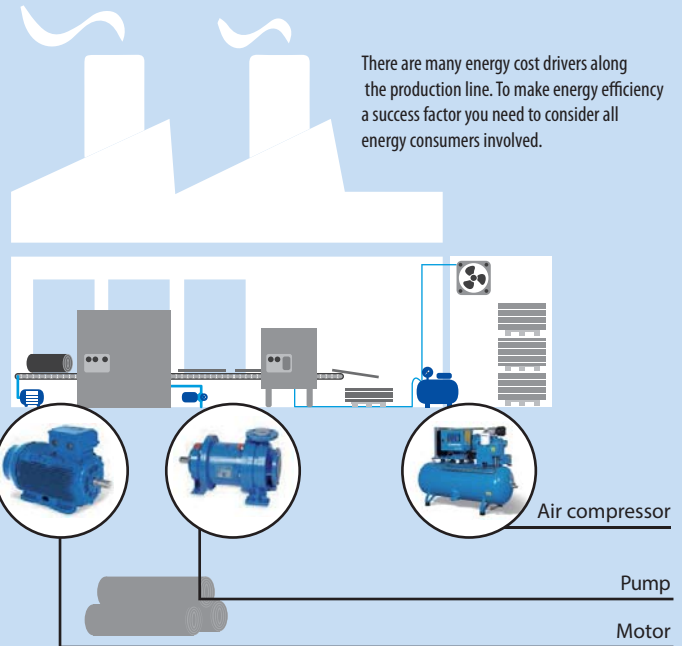 There are many energy cost drivers along
the production line. To make energy efficiency
a success factor you need to consider all
energy consumers involved.
Air compressor
Pump
Motor